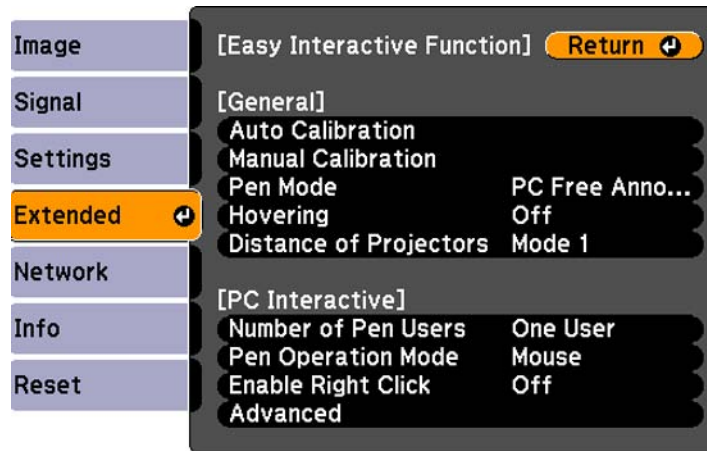 Image
Signal
Settings
Extended
Network
Info
Reset
[Easy Interactive Function] Return
[General]
Auto Calibration
Manual Calibration
Pen Mode PC Free Anno...
Hovering Off
Distance of Projectors Mode 1
[PC Interactive]
Number of Pen Users One User
Pen Operation Mode Mouse
Enable Right Click Off
Advanced